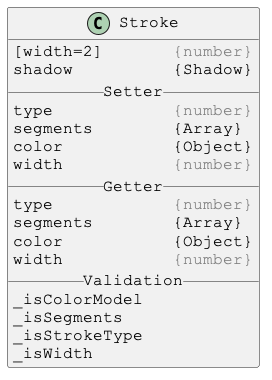 C Stroke
[width=2] {number}
shadow {Shadow}
Setter
type {number}
segments {Array}
color {Object}
width {number}
Getter
type {number}
segments {Array}
color {Object}
width {number}
Validation
_isColorModel
_isSegments
_isStrokeType
_isWidth